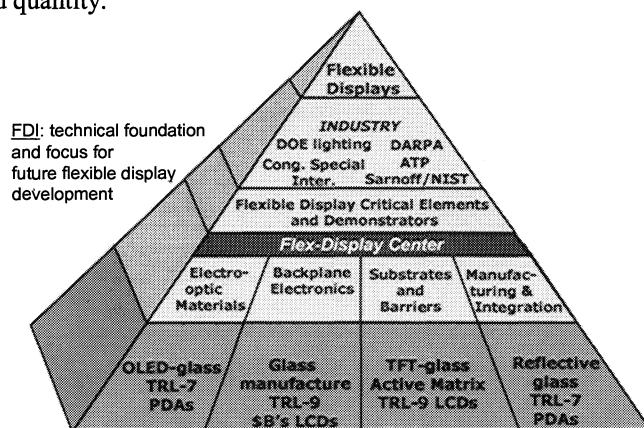 d quantity.
Flexible
Displays
FDI: technical foundation
and focus for
future flexible display
development
INDUSTRY
DOE lighting DARPA
Cong. Special ATP
Inter. Sarnoff/NIST
Flexible Display Critical Elements
and Demonstrators
Flex-Display Center
Electro-
optic
Materials
Backplane
Electronics
Substrates
and
Barriers
Manufac-
turing &
Integration
OLED-glass
TRL-7
PDAs
Glass
manufacture
TRL-9
$B's LCDs
TFT-glass
Active Matrix
TRL-9 LCDs
Reflective
glass
TRL-7
PDAs